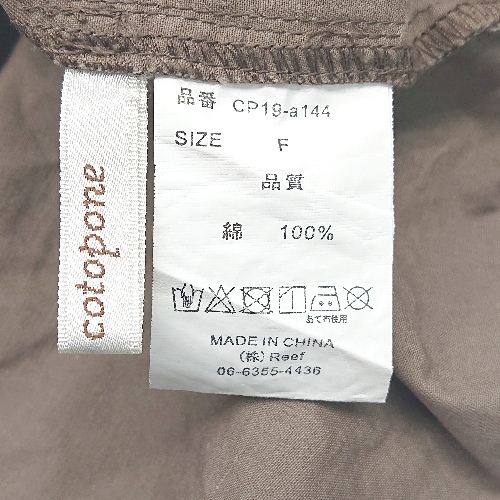 品番 CP19-a144
SIZE F
品質
綿 100%
あて布使用
MADE IN CHINA
(株) Reef
06-6355-4436
cotopone